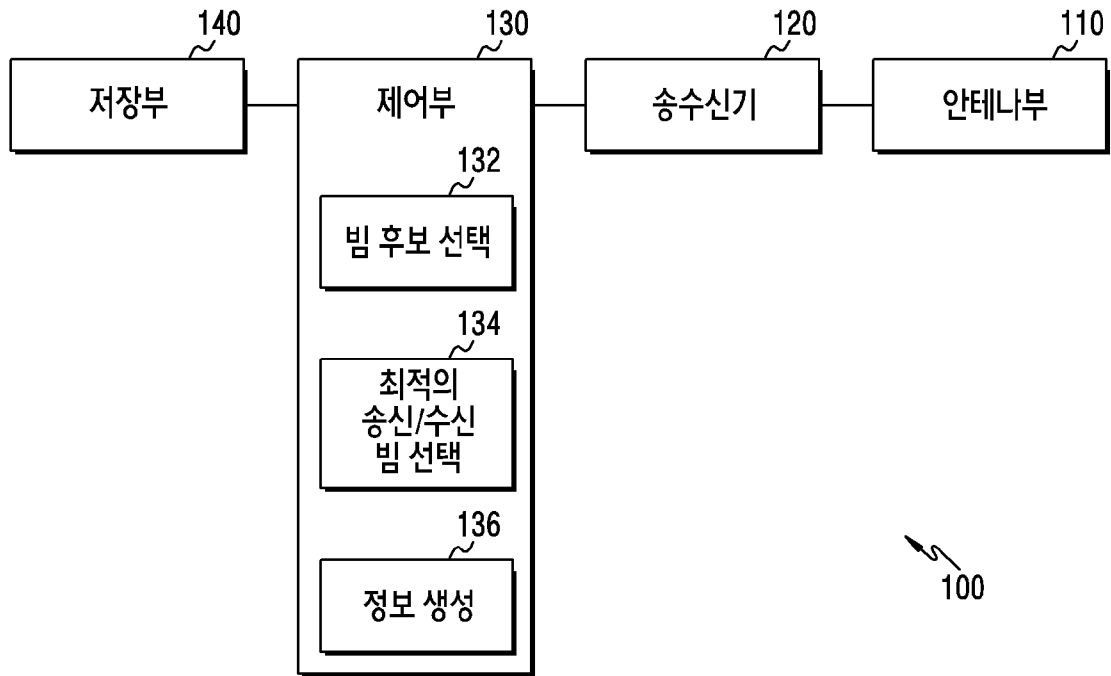 140
130
120
110
저장부
제어부
송수신기
안테나부
132
빔 후보 선택
134
최적의
송신/수신
빔 선택
136
정보 생성
100